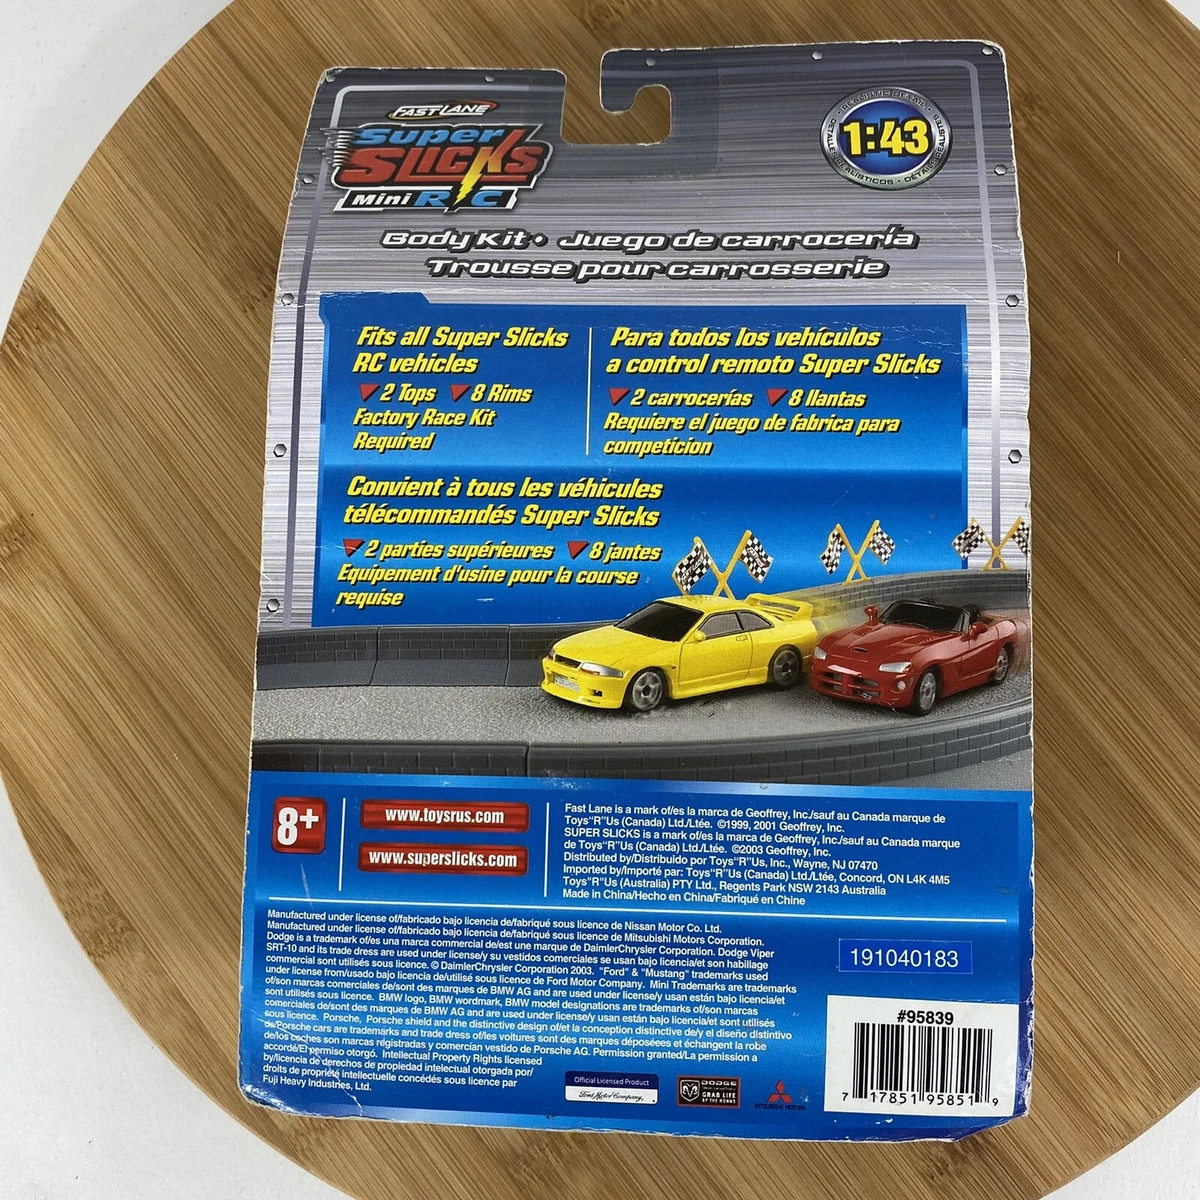 FAST LANE
Super
SLICKS
Mini RC
REALISTIC DETAIL •
1:43
DETALLES REALÍSTICOS • DÉTAILS RÉALISTES
Body Kit • Juego de carrocería
Trousse pour carrosserie
Fits all Super Slicks
RC vehicles
2 Tops 8 Rims
Factory Race Kit
Required
Para todos los vehículos
a control remoto Super Slicks
2 carrocerías 8 llantas
Requiere el juego de fabrica para
competicion
Convient à tous les véhicules
télécommandés Super Slicks
2 parties supérieures 8 jantes
Equipement d'usine pour la course
requise
8+
www.toysrus.com
www.superslicks.com
Fast Lane is a mark of/es la marca de Geoffrey, Inc./sauf au Canada marque de
Toys"R"Us (Canada) Ltd./Ltée. ©1999, 2001 Geoffrey, Inc.
SUPER SLICKS is a mark of/es la marca de Geoffrey, Inc./sauf au Canada marque
de Toys"R"Us (Canada) Ltd./Ltée. ©2003 Geoffrey, Inc.
Distributed by/Distribuido por Toys"R"Us, Inc., Wayne, NJ 07470
Imported by/Importé par: Toys"R"Us (Canada) Ltd./Ltée, Concord, ON L4K 4M5
Toys"R"Us (Australia) PTY Ltd., Regents Park NSW 2143 Australia
Made in China/Hecho en China/Fabriqué en Chine
Manufactured under license of/fabricado bajo licencia de/fabriqué sous licence de Nissan Motor Co. Ltd.
Manufactured under license of/fabricado bajo licencia de/fabriqué sous licence de Mitsubishi Motors Corporation.
Dodge is a trademark of/es una marca commercial de/est une marque de DaimlerChrysler Corporation. Dodge Viper
SRT-10 and its trade dress are used under license/y su vestidos comerciales se usan bajo licencia/et son habillage
commercial sont utilisés sous licence. © DaimlerChrysler Corporation 2003. "Ford" & "Mustang" trademarks used
under license from/usado bajo licencia de/utilisé sous licence de Ford Motor Company. Mini Trademarks are trademarks
of/son marcas comerciales de/sont des marques de BMW AG and are used under license/y usan están bajo licencia/et
sont utilisés sous licence. BMW logo, BMW wordmark, BMW model designations are trademarks of/son marcas
comerciales de/sont des marques de BMW AG and are used under license/y usan están bajo licencia/et sont utilisés
sous licence. Porsche, Porsche shield and the distinctive design of/et la conception distinctive de/y el diseño distintivo
de/Porsche cars are trademarks and trade dress of/les voitures sont des marques déposéees et échangent la robe
de/los coches son marcas registradas y comercían vestido de Porsche AG. Permission granted/La permission a
accordé/El permiso otorgó. Intellectual Property Rights licensed
by/licencia de derechos de propiedad intelectual otorgada por/
droits de propriété intellectuelle concédés sous licence par
Fuji Heavy Industries, Ltd.
191040183
#95839
7 17851 95851 9
Official Licensed Product
Ford Motor Company,
DODGE
GRAB LIFE
BY THE HORNS
MITSUBISHI MOTORS